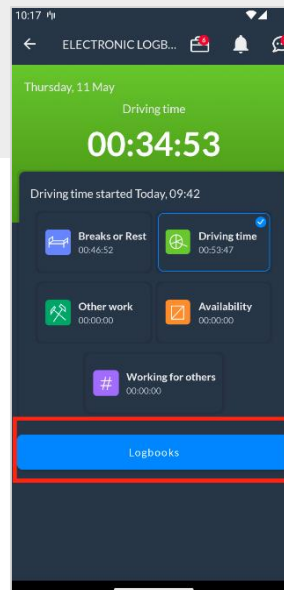 10:17
ELECTRONIC LOGB...
Thursday, 11 May
Driving time
00:34:53
Driving time started Today, 09:42
Breaks or Rest
00:46:52
Driving time
00:53:47
Other work
00:00:00
Availability
00:00:00
#
Working for others
00:00:00
Logbooks